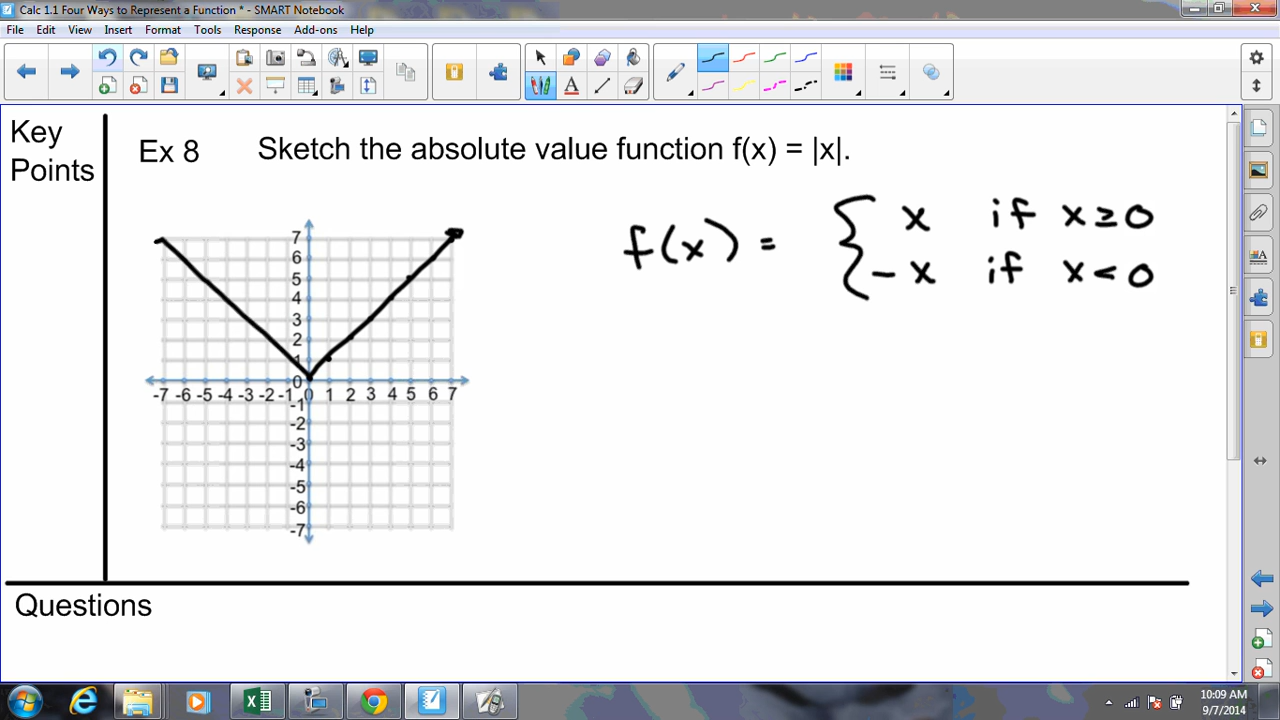 Calc 1.1 Four Ways to Represent a Function * - SMART Notebook
File Edit View Insert Format Tools Response Add-ons Help
Key
Points
Ex 8 Sketch the absolute value function f(x) = |x|.
f(x) = { x if x ≥ 0
-x if x < 0
7
6
5
4
3
2
1
0
-7 -6 -5 -4 -3 -2 -1 0 1 2 3 4 5 6 7
-1
-2
-3
-4
-5
-6
-7
Questions
10:09 AM
9/7/2014